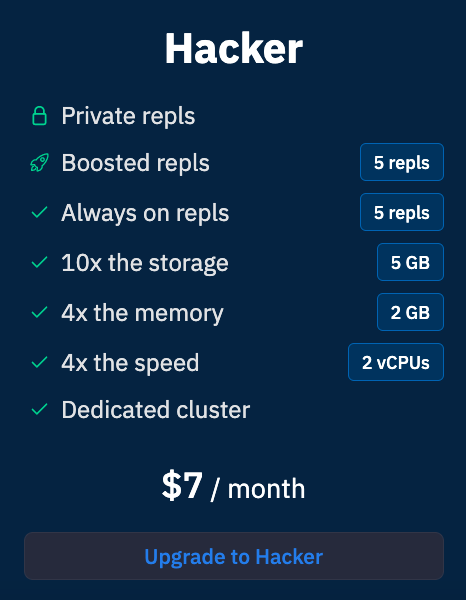 Hacker
Private repls
Boosted repls 5 repls
Always on repls 5 repls
10x the storage 5 GB
4x the memory 2 GB
4x the speed 2 vCPUs
Dedicated cluster
$7 / month
Upgrade to Hacker